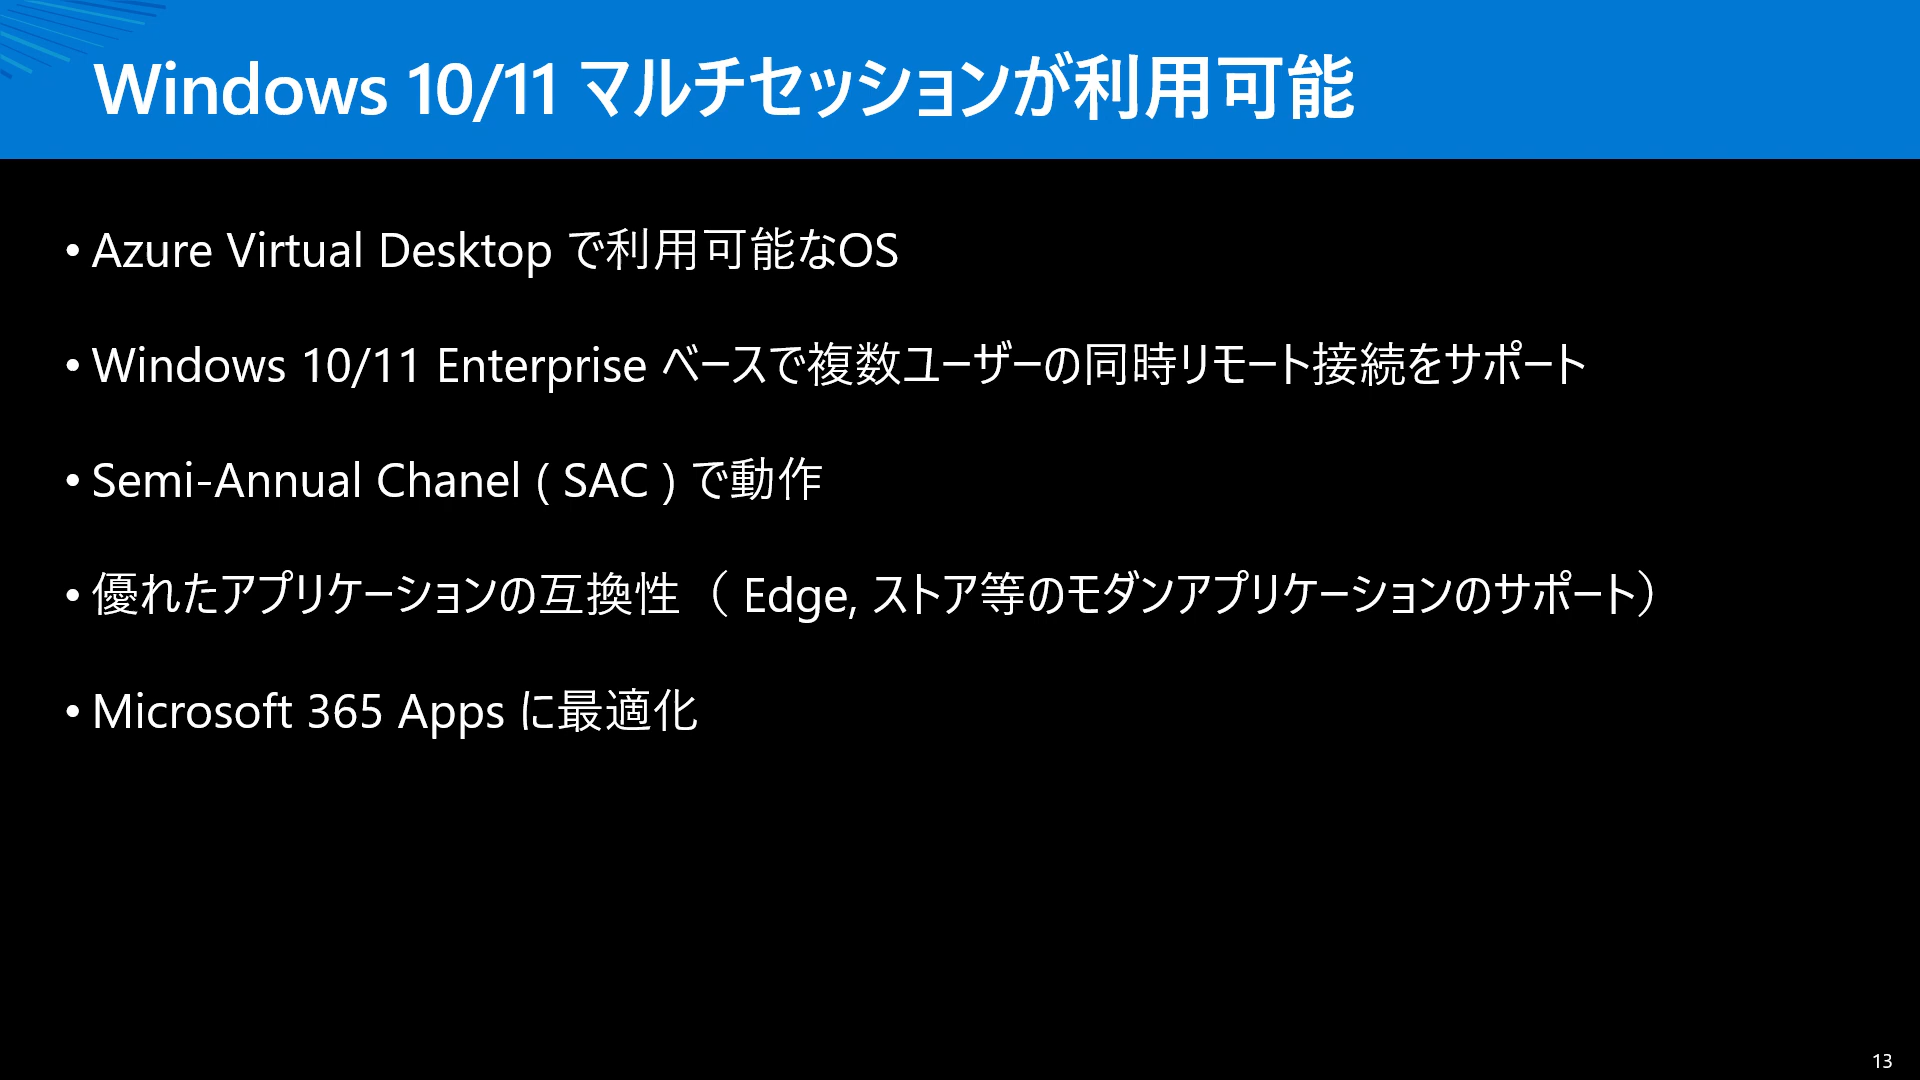 Windows 10/11 マルチセッションが利用可能
• Azure Virtual Desktop で利用可能なOS
• Windows 10/11 Enterprise ベースで複数ユーザーの同時リモート接続をサポート
• Semi-Annual Chanel ( SAC ) で動作
• 優れたアプリケーションの互換性（ Edge, ストア等のモダンアプリケーションのサポート）
• Microsoft 365 Apps に最適化
13